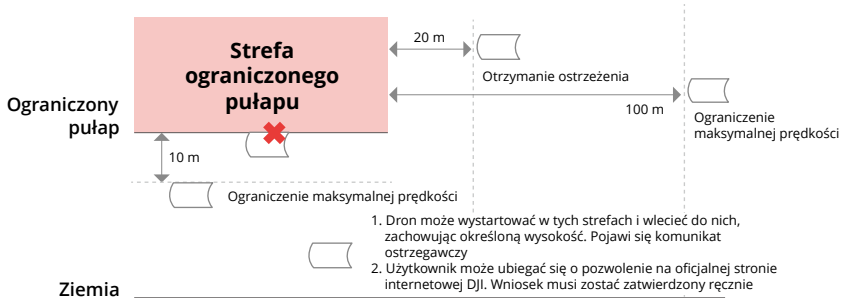 Strefa
ograniczonego
pułapu
20 m
Otrzymanie ostrzeżenia
100 m
Ograniczenie
maksymalnej prędkości
Ograniczony
pułap
10 m
Ograniczenie maksymalnej prędkości
1. Dron może wystartować w tych strefach i wlecieć do nich,
zachowując określoną wysokość. Pojawi się komunikat
ostrzegawczy
2. Użytkownik może ubiegać się o pozwolenie na oficjalnej stronie
internetowej DJI. Wniosek musi zostać zatwierdzony ręcznie
Ziemia